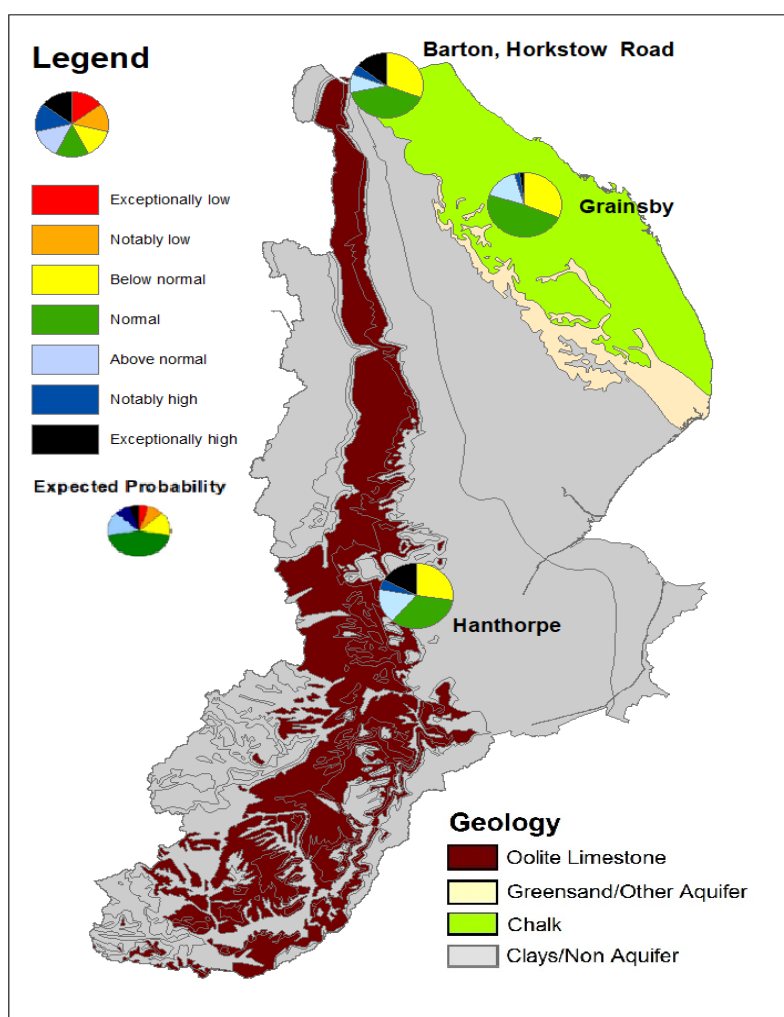 Legend
Exceptionally low
Notably low
Below normal
Normal
Above normal
Notably high
Exceptionally high
Expected Probability
Barton, Horkstow Road
Grainsby
Hanthorpe
Geology
Oolite Limestone
Greensand/Other Aquifer
Chalk
Clays/Non Aquifer